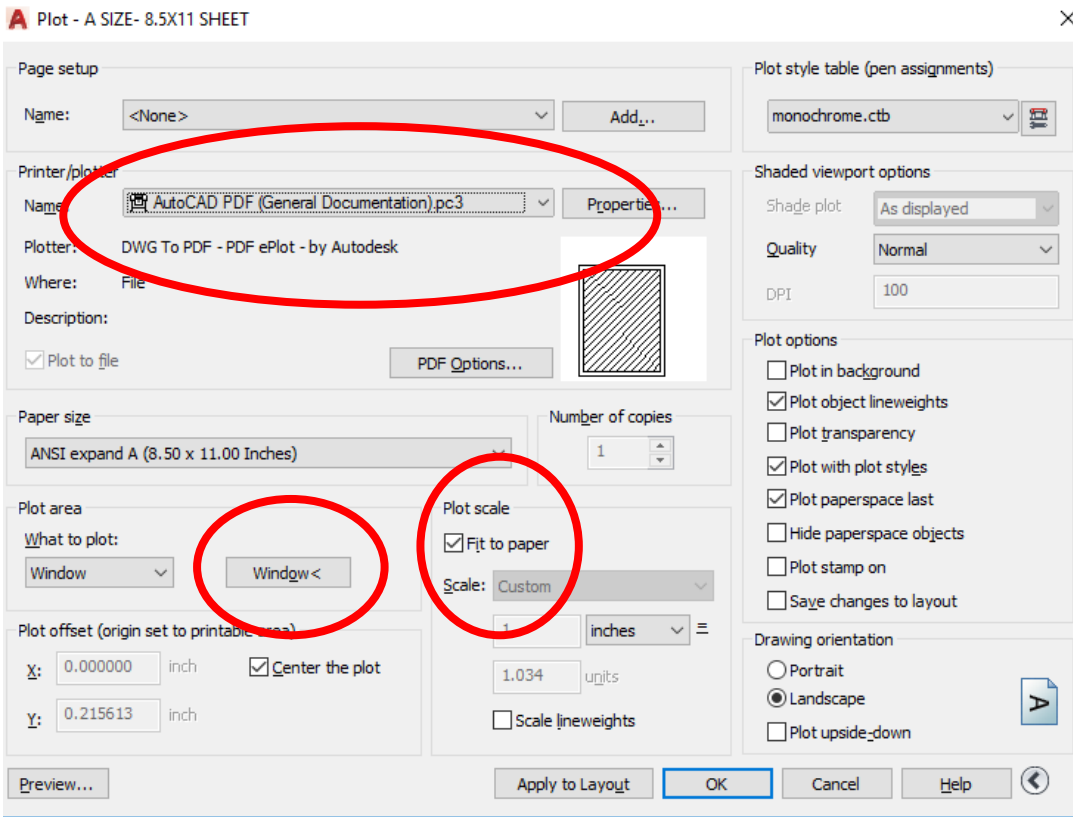 Plot - A SIZE- 8.5X11 SHEET
Page setup
Name:
<None>
Add...
Printer/plotter
Name:
AutoCAD PDF (General Documentation).pc3
Properties...
Plotter:
DWG To PDF - PDF ePlot - by Autodesk
Where:
File
Description:
Plot to file
PDF Options...
Paper size
ANSI expand A (8.50 x 11.00 Inches)
Number of copies
1
Plot area
What to plot:
Window
Window<
Plot scale
Fit to paper
Scale:
Custom
1
inches
=
1.034
units
Scale lineweights
Plot offset (origin set to printable area)
X:
0.000000
inch
Center the plot
Y:
0.215613
inch
Plot style table (pen assignments)
monochrome.ctb
Shaded viewport options
Shade plot
As displayed
Quality
Normal
DPI
100
Plot options
Plot in background
Plot object lineweights
Plot transparency
Plot with plot styles
Plot paperspace last
Hide paperspace objects
Plot stamp on
Save changes to layout
Drawing orientation
Portrait
Landscape
Plot upside-down
A
Preview...
Apply to Layout
OK
Cancel
Help